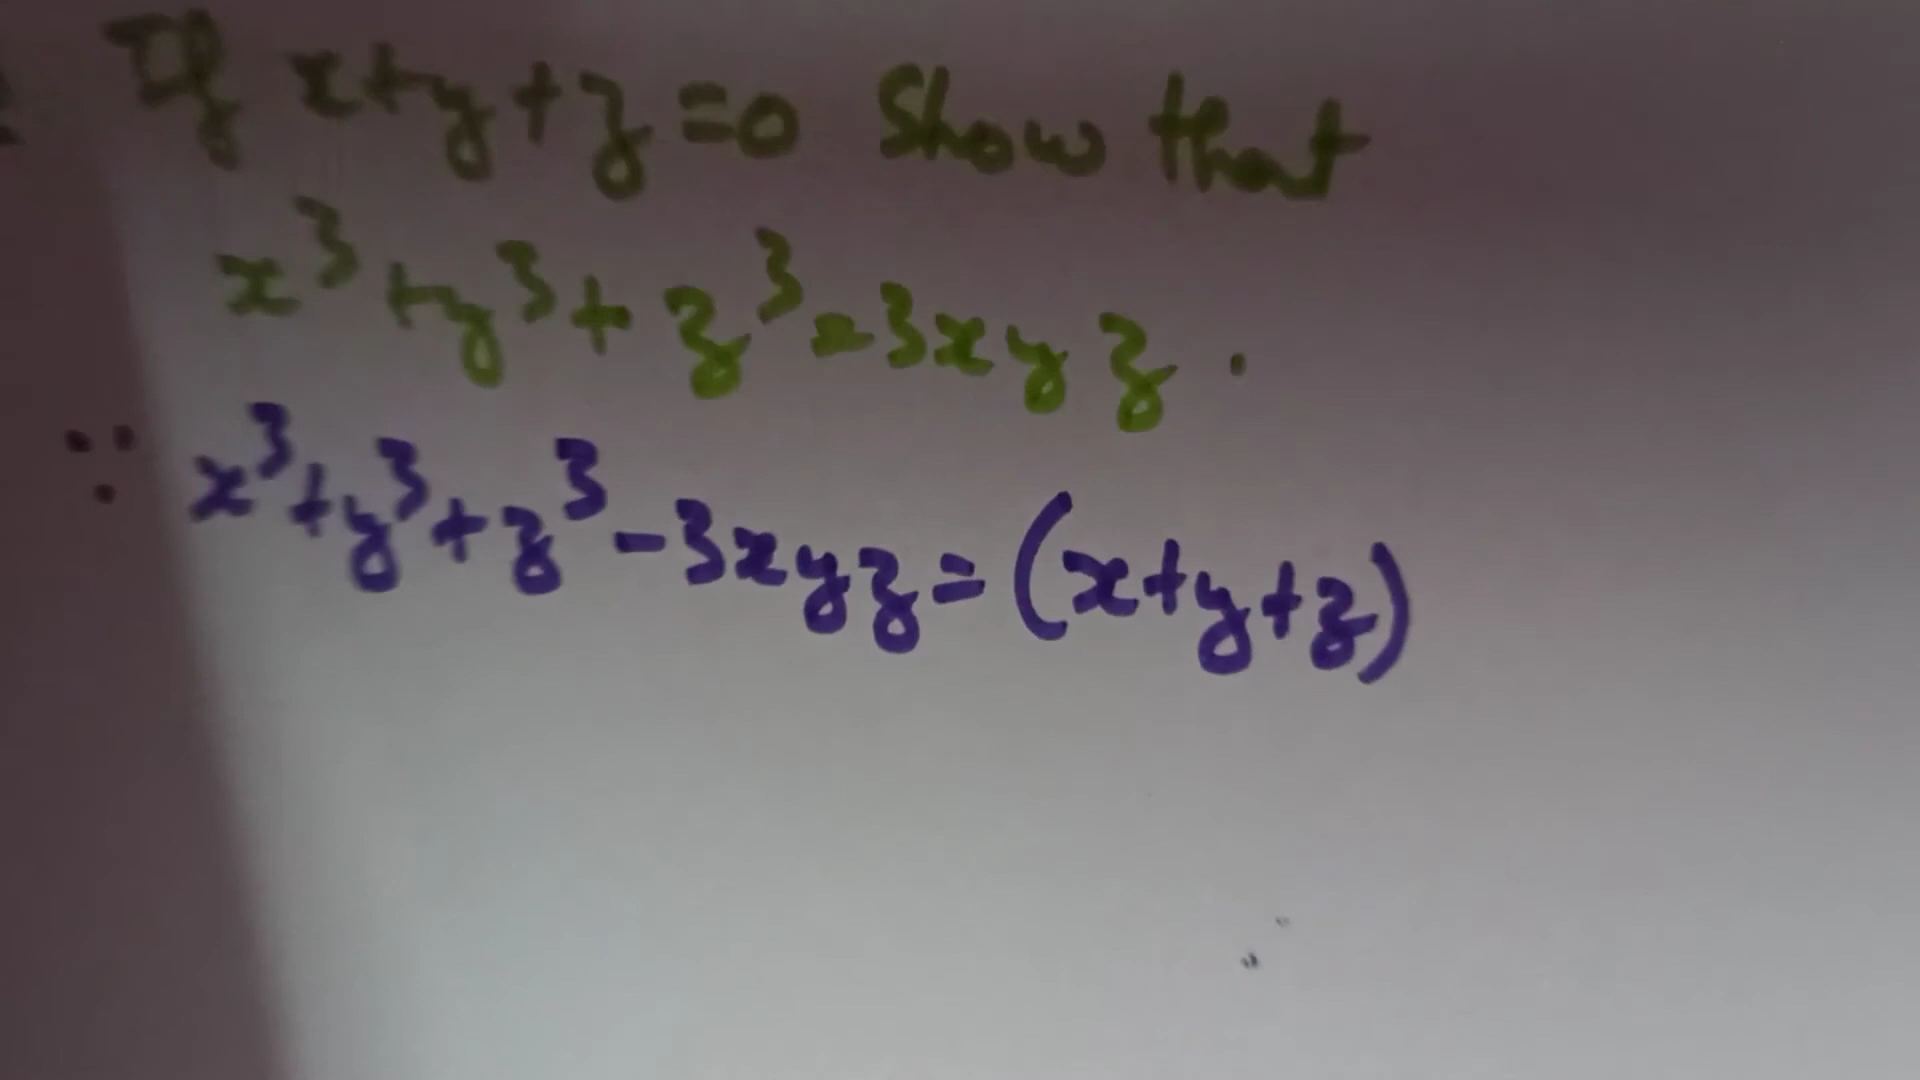 If x+y+z=0 Show that
x³+y³+z³=3xyz.
∵ x³+y³+z³-3xyz=(x+y+z)